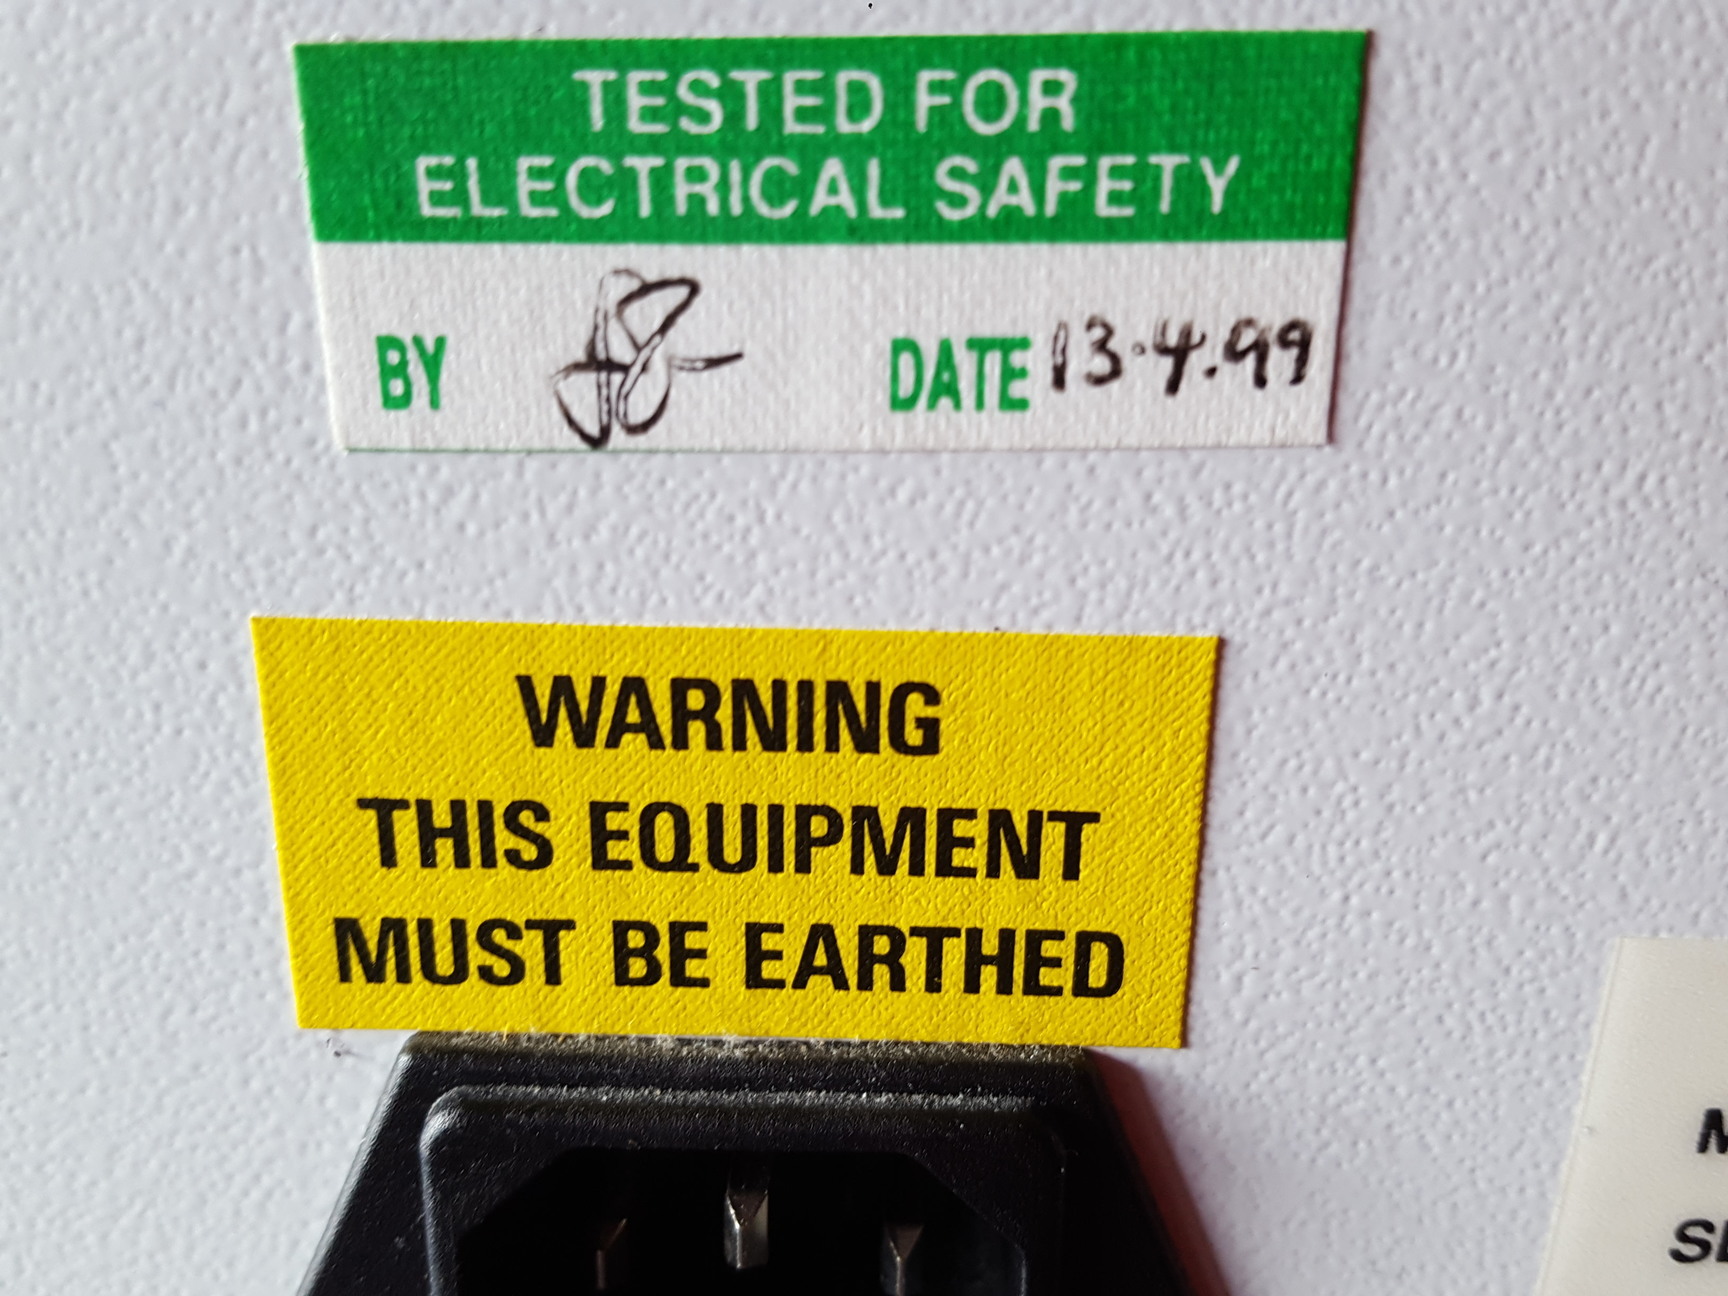 TESTED FOR
ELECTRICAL SAFETY
BY DATE 13.4.99
WARNING
THIS EQUIPMENT
MUST BE EARTHED